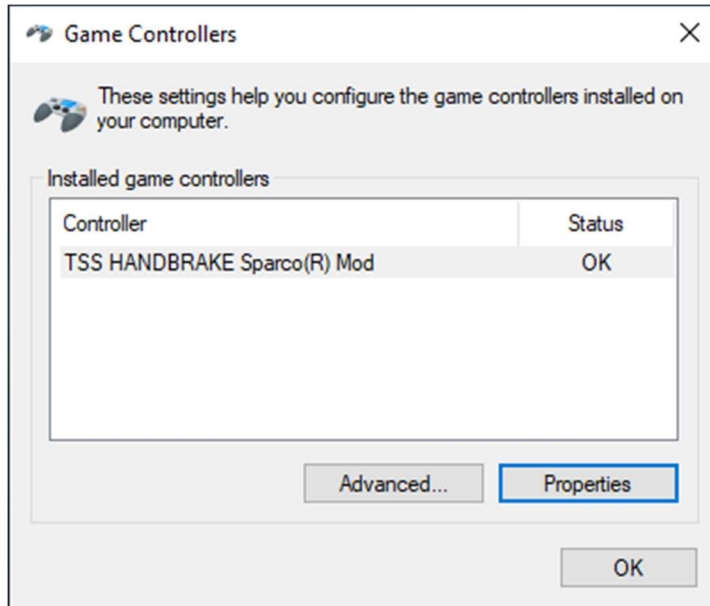 Game Controllers
These settings help you configure the game controllers installed on
your computer.
Installed game controllers
Controller Status
TSS HANDBRAKE Sparco(R) Mod OK
Advanced... Properties
OK